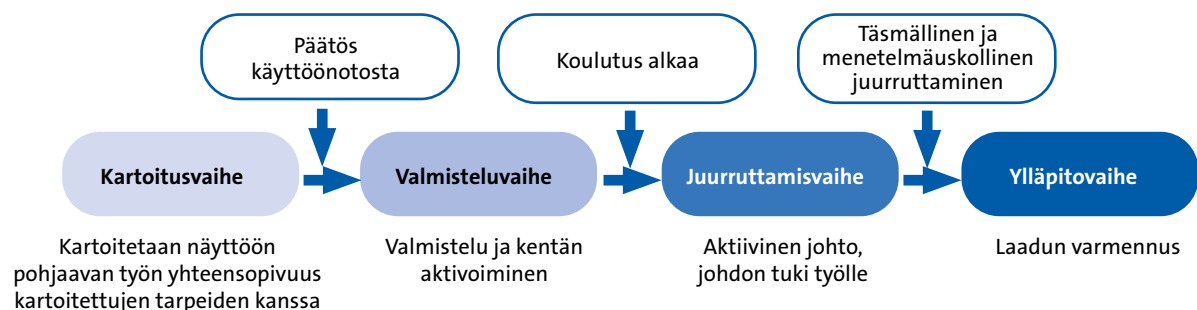 Päätös
käyttöönotosta
Koulutus alkaa
Täsmällinen ja
menetelmäuskollinen
juurruttaminen
Kartoitusvaihe
Valmisteluvaihe
Juurruttamisvaihe
Ylläpitovaihe
Kartoitetaan näyttöön
pohjaavan työn yhteensopivuus
kartoitettujen tarpeiden kanssa
Valmistelu ja kentän
aktivoiminen
Aktiivinen johto,
johdon tuki työlle
Laadun varmennus